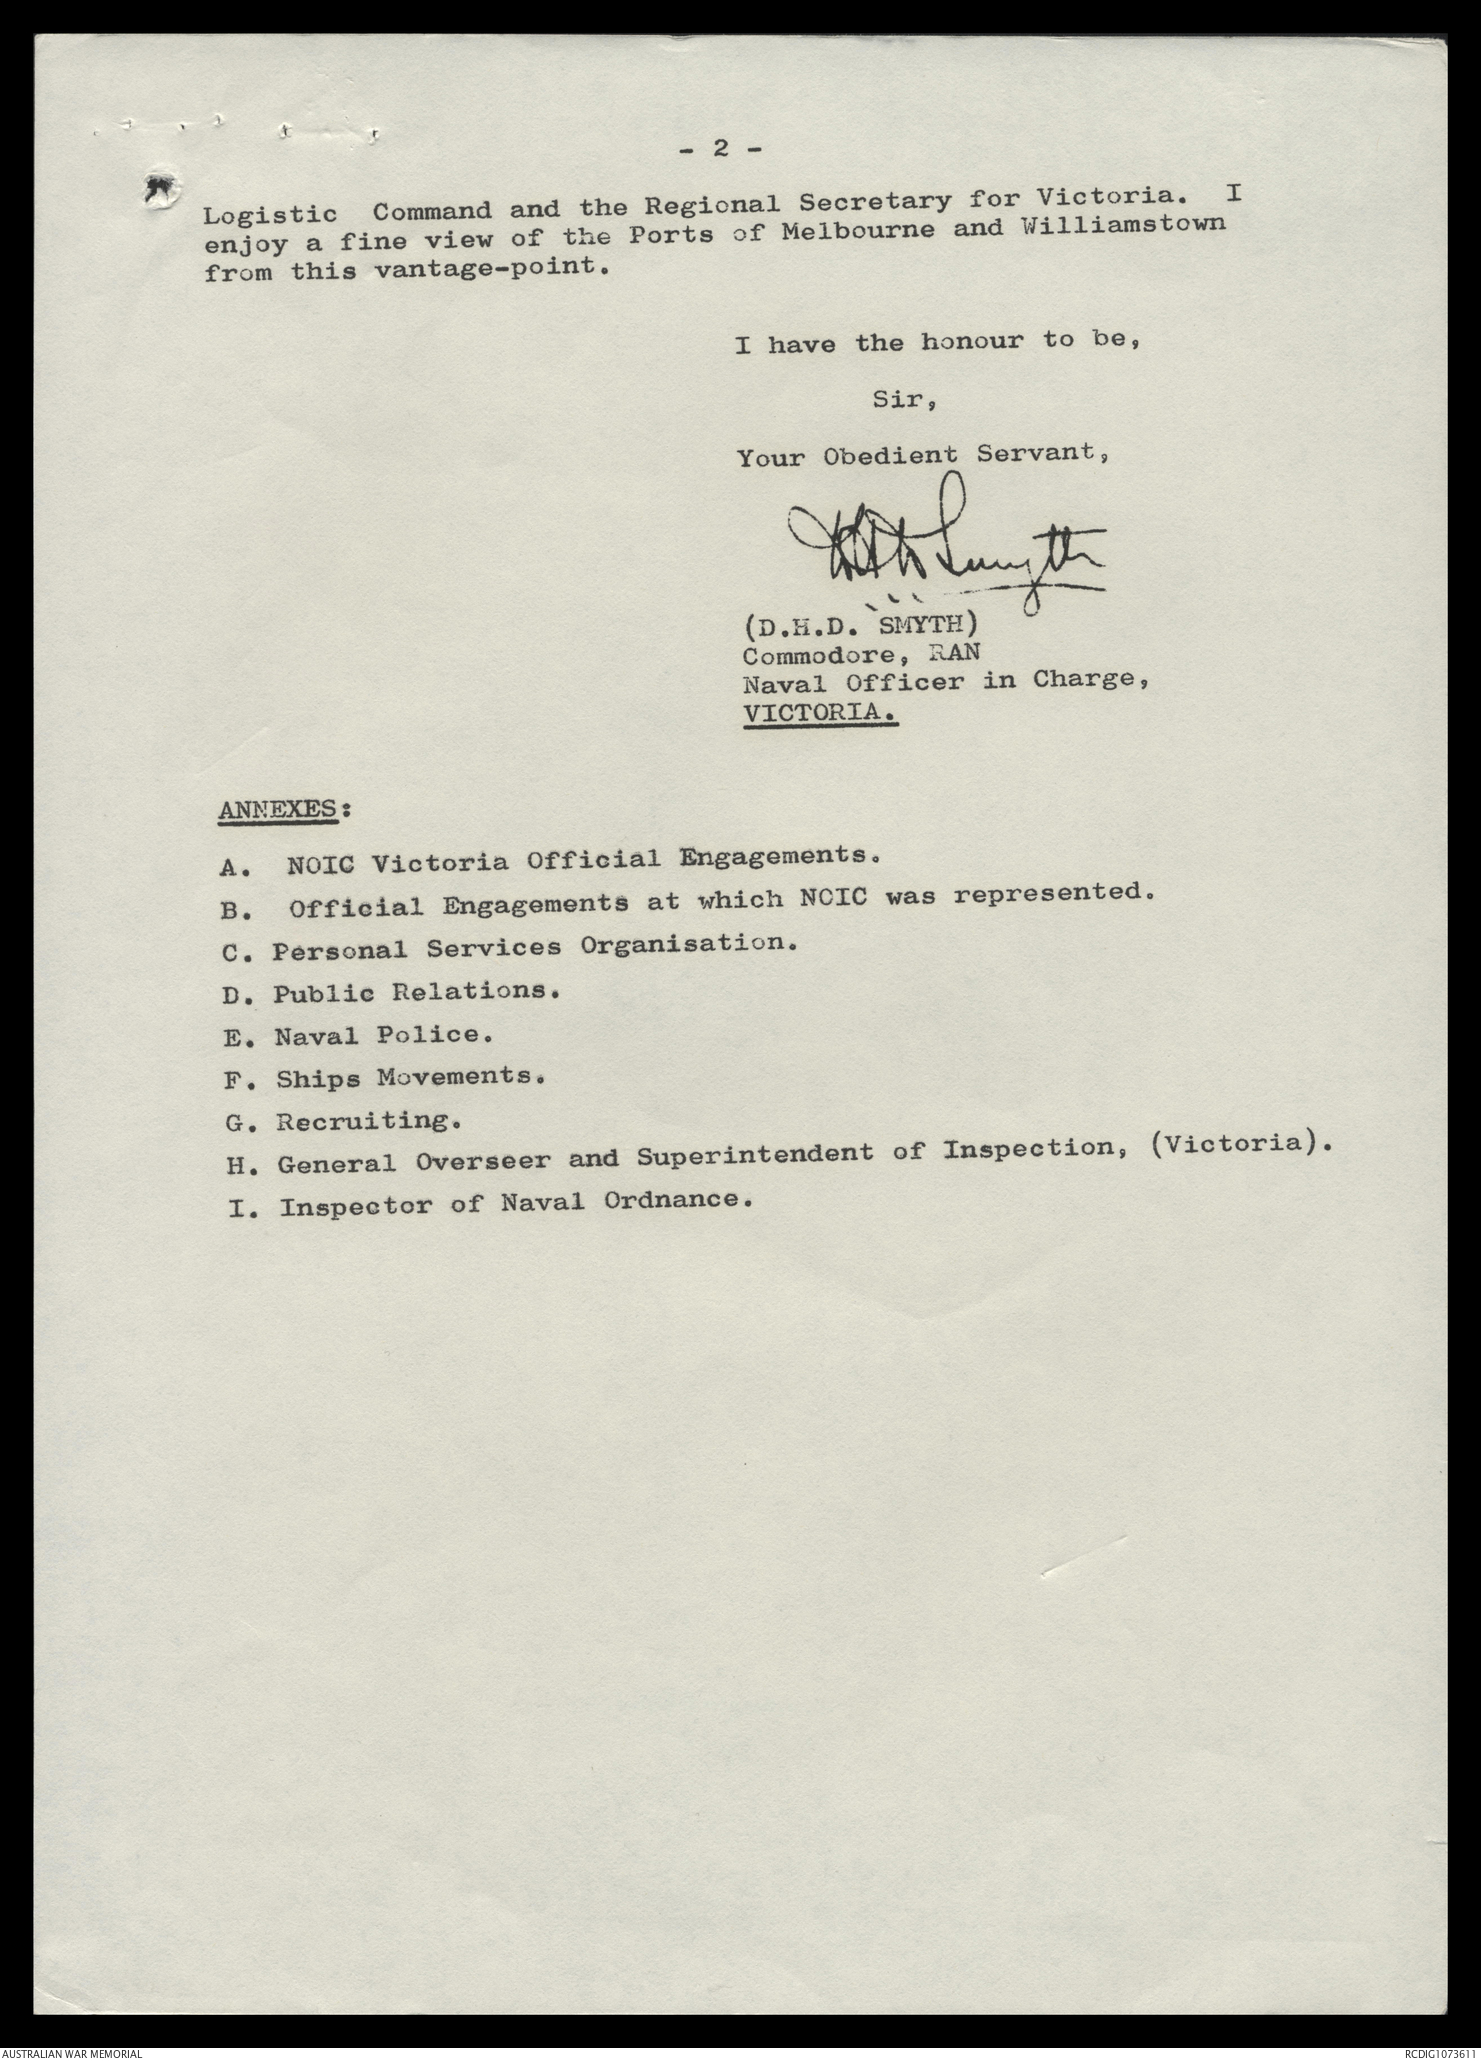 - 2 -
Logistic Command and the Regional Secretary for Victoria. I
enjoy a fine view of the Ports of Melbourne and Williamstown
from this vantage-point.
I have the honour to be,
Sir,
Your Obedient Servant,
DHD Smyth
(D.H.D. SMYTH)
Commodore, RAN
Naval Officer in Charge,
VICTORIA.
ANNEXES:
A. NOIC Victoria Official Engagements.
B. Official Engagements at which NOIC was represented.
C. Personal Services Organisation.
D. Public Relations.
E. Naval Police.
F. Ships Movements.
G. Recruiting.
H. General Overseer and Superintendent of Inspection, (Victoria).
I. Inspector of Naval Ordnance.
AUSTRALIAN WAR MEMORIAL
RCDIG1073611